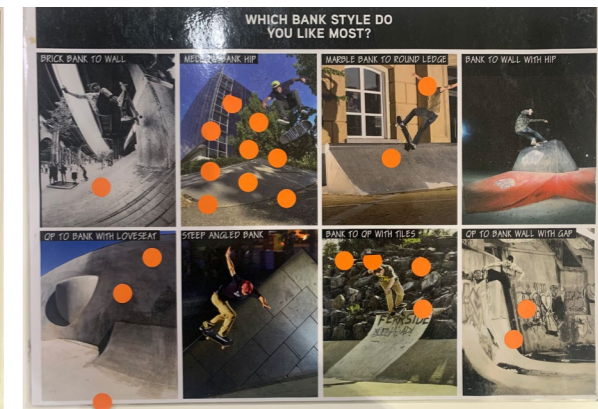 WHICH BANK STYLE DO
YOU LIKE MOST?
BRICK BANK TO WALL
BANK HIP
MARBLE BANK TO ROUND LEDGE
BANK TO WALL WITH HIP
QP TO BANK WITH LOVESEAT
STEEP ANGLED BANK
BANK TO QP WITH TILES
QP TO BANK WALL WITH GAP